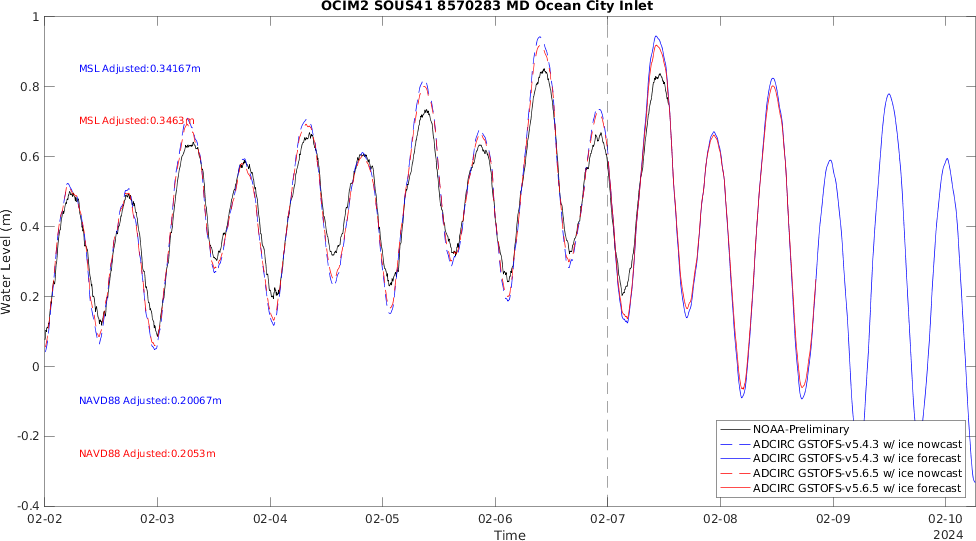 OCIM2 SOUS41 8570283 MD Ocean City Inlet
1
MSL Adjusted:0.34167m
0.8
MSL Adjusted:0.3463m
0.6
0.4
Water Level (m)
0.2
0
NAVD88 Adjusted:0.20067m
-0.2
NAVD88 Adjusted:0.2053m
NOAA-Preliminary
ADCIRC GSTOFS-v5.4.3 w/ ice nowcast
ADCIRC GSTOFS-v5.4.3 w/ ice forecast
ADCIRC GSTOFS-v5.6.5 w/ ice nowcast
ADCIRC GSTOFS-v5.6.5 w/ ice forecast
-0.4
02-02 02-03 02-04 02-05 02-06 02-07 02-08 02-09 02-10
Time
2024